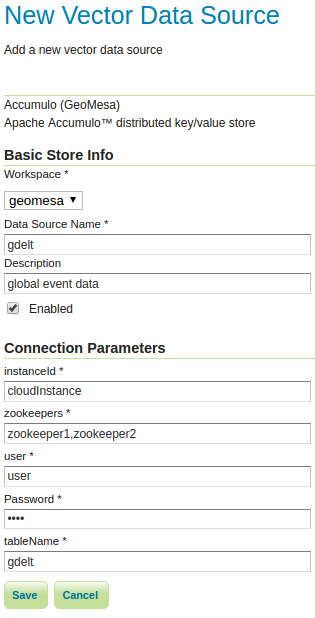 New Vector Data Source
Add a new vector data source
Accumulo (GeoMesa)
Apache Accumulo™ distributed key/value store
Basic Store Info
Workspace *
geomesa ▼
Data Source Name *
gdelt
Description
global event data
Enabled
Connection Parameters
instanceId *
cloudInstance
zookeepers *
zookeeper1,zookeeper2
user *
user
Password *
••••
tableName *
gdelt
Save Cancel